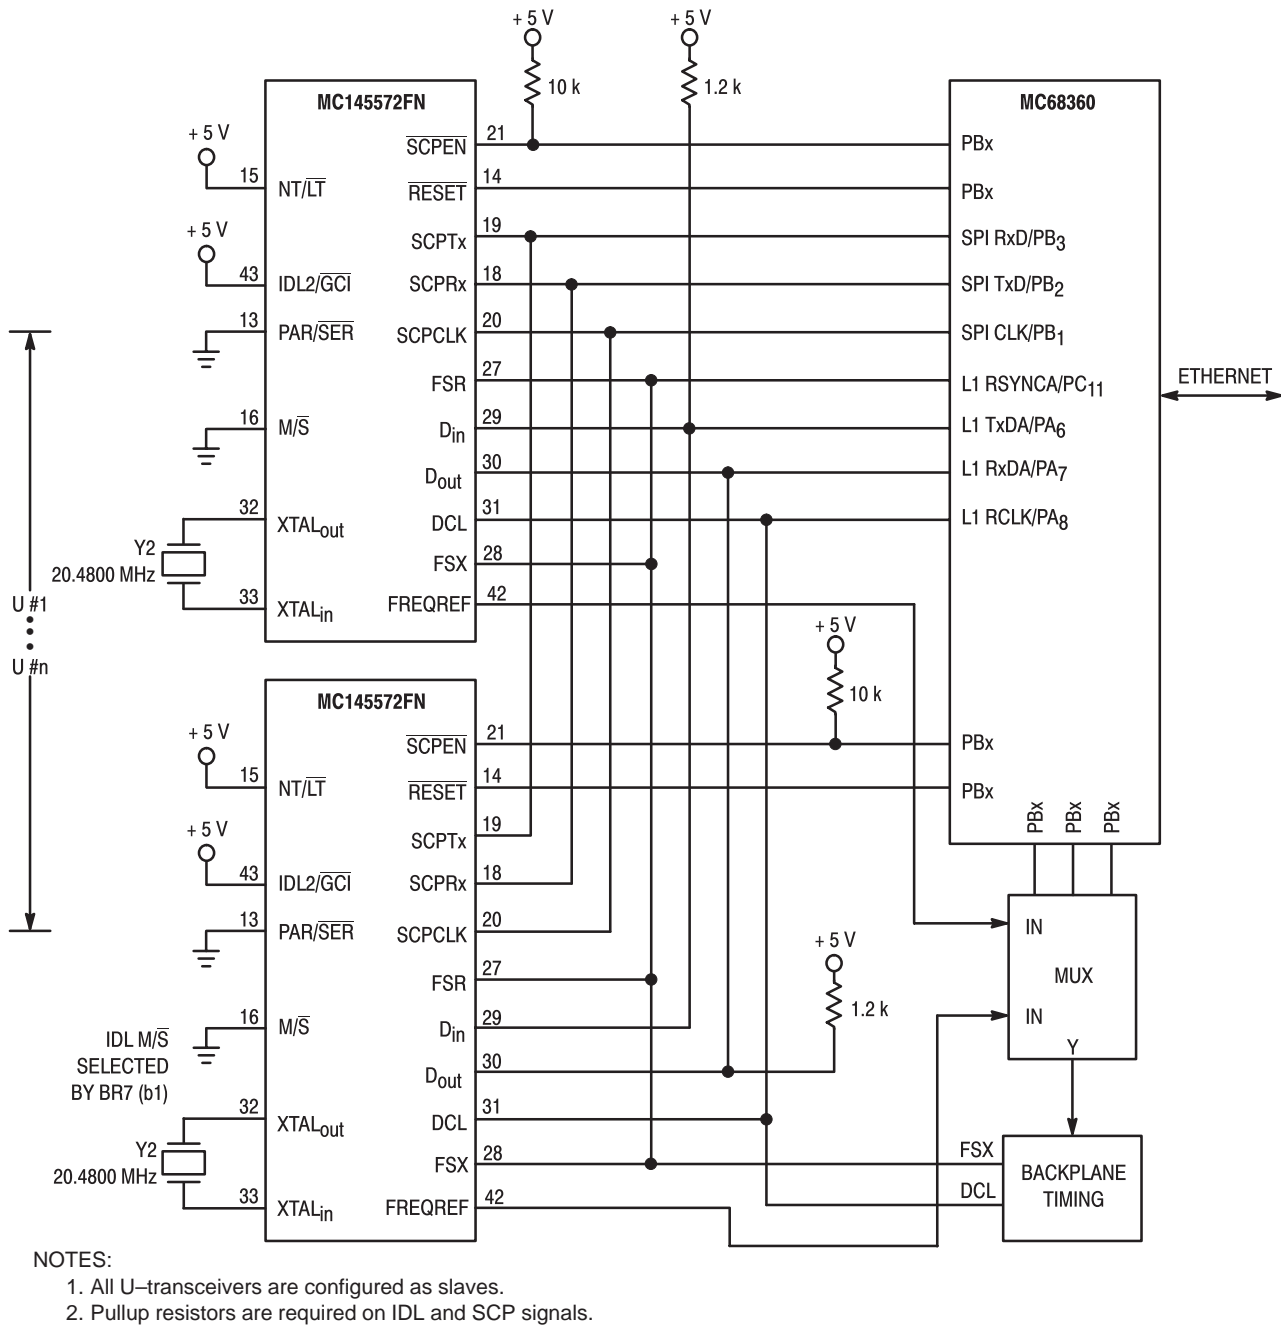 + 5 V
+ 5 V
10 k
1.2 k
MC145572FN
MC68360
+ 5 V
15
NT/LT
+ 5 V
43
IDL2/GCI
13
PAR/SER
16
M/S
32
XTALout
Y2
20.4800 MHz
33
XTALin
SCPEN
21
RESET
14
SCPTx
19
SCPRx
18
SCPCLK
20
FSR
27
Din
29
Dout
30
DCL
31
FSX
28
FREQREF
42
PBx
PBx
SPI RxD/PB3
SPI TxD/PB2
SPI CLK/PB1
L1 RSYNCA/PC11
L1 TxDA/PA6
L1 RxDA/PA7
L1 RCLK/PA8
ETHERNET
U #1
U #n
+ 5 V
10 k
MC145572FN
+ 5 V
15
NT/LT
+ 5 V
43
IDL2/GCI
13
PAR/SER
16
M/S
IDL M/S
SELECTED
BY BR7 (b1)
32
XTALout
Y2
20.4800 MHz
33
XTALin
SCPEN
21
RESET
14
SCPTx
19
SCPRx
18
SCPCLK
20
FSR
27
Din
29
Dout
30
DCL
31
FSX
28
FREQREF
42
PBx
PBx
PBx
PBx
PBx
+ 5 V
1.2 k
IN
MUX
IN
Y
FSX
DCL
BACKPLANE
TIMING
NOTES:
1. All U–transceivers are configured as slaves.
2. Pullup resistors are required on IDL and SCP signals.